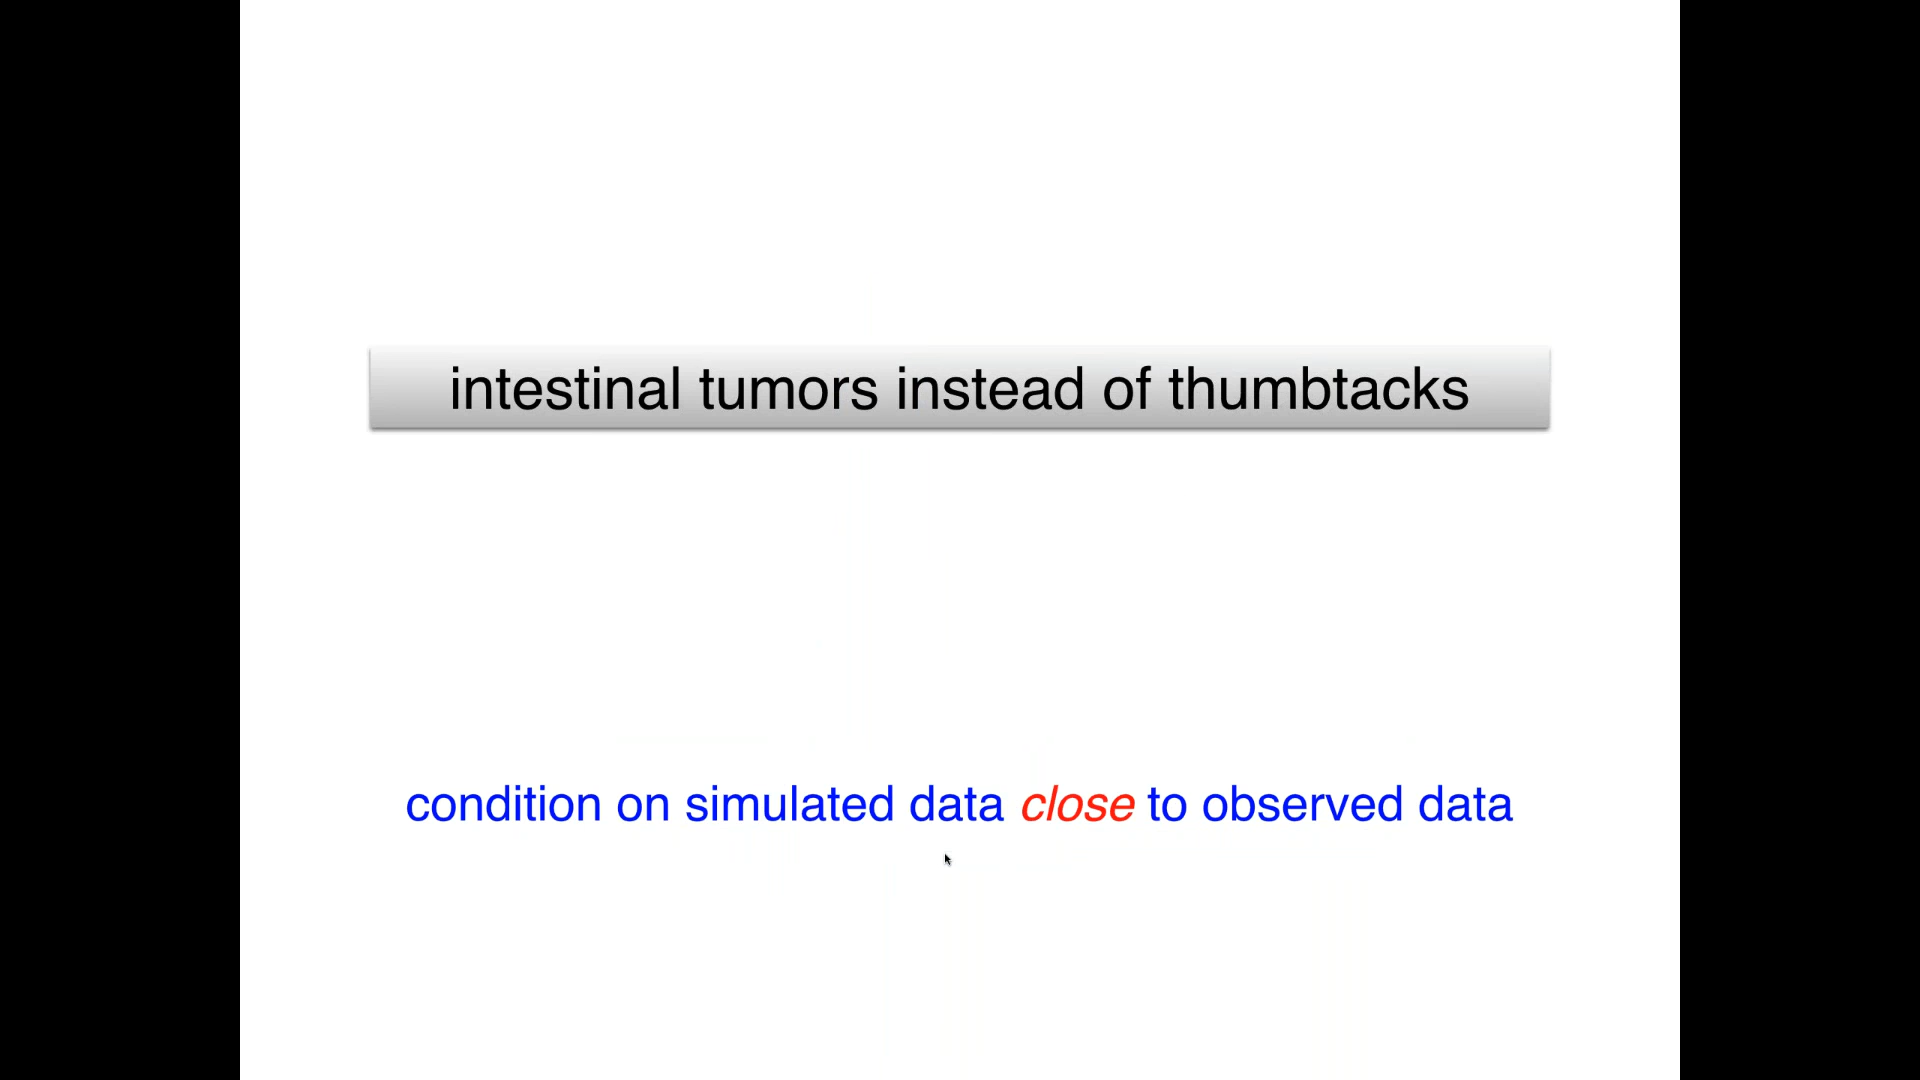 intestinal tumors instead of thumbtacks
condition on simulated data close to observed data